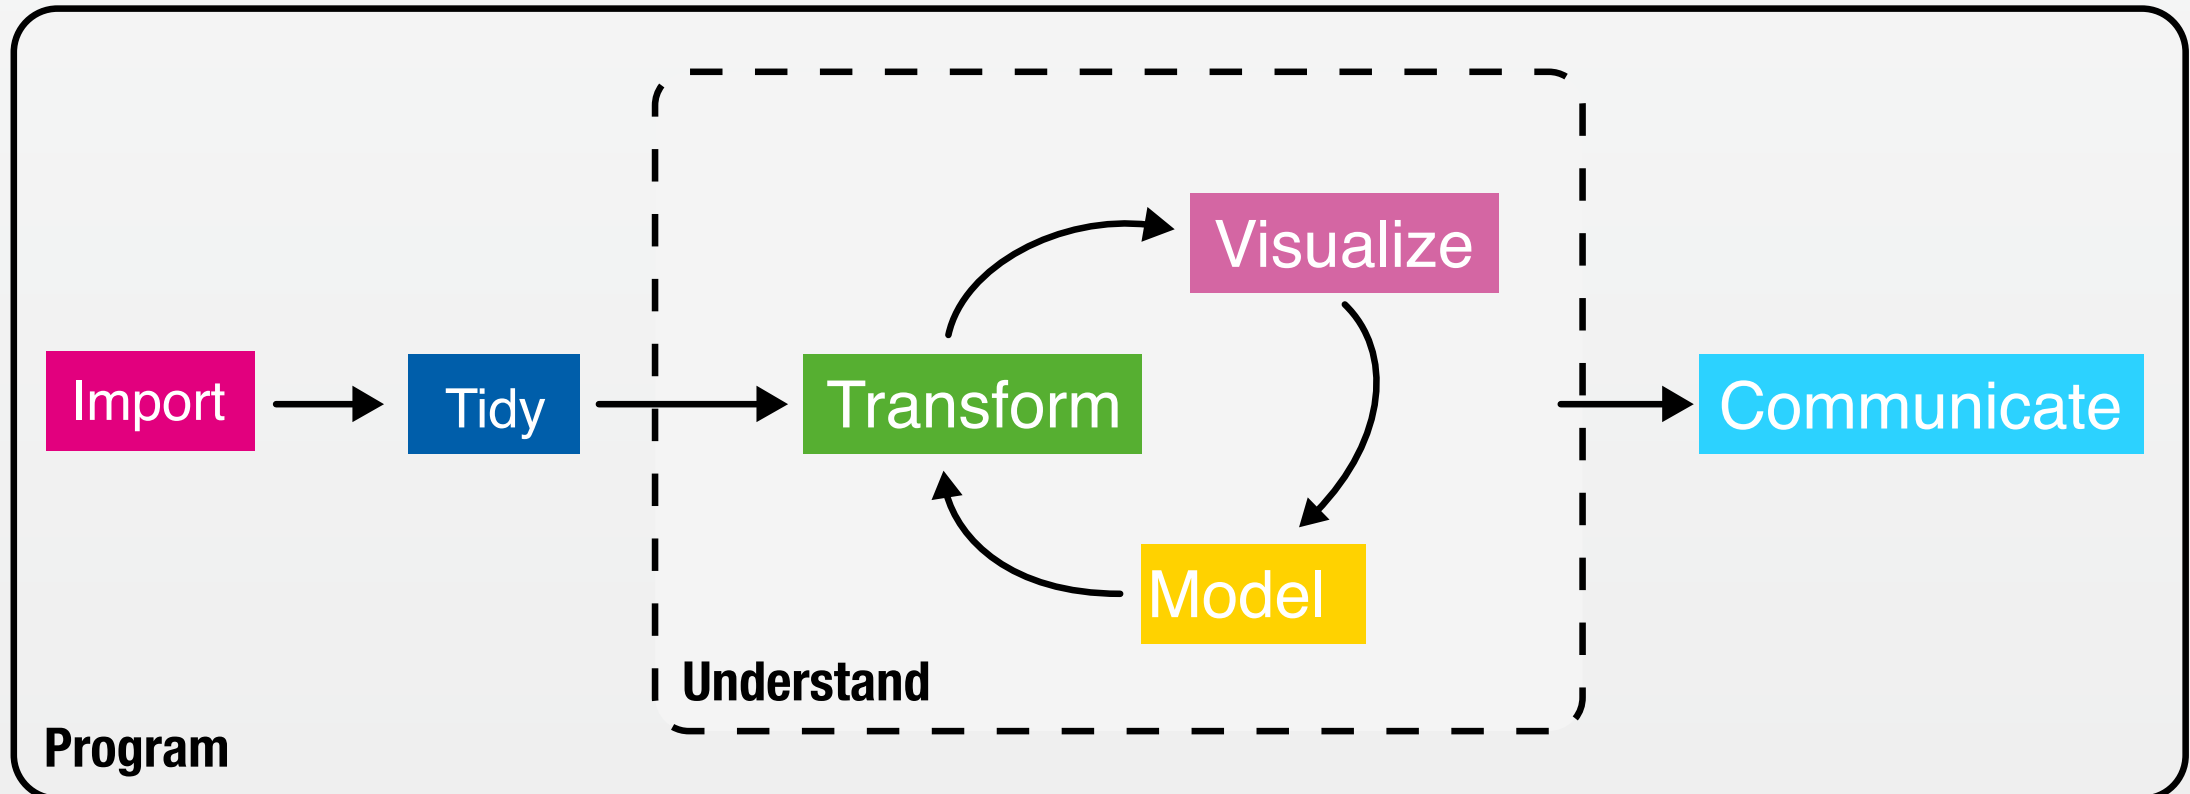 Import
Tidy
Transform
Visualize
Model
Understand
Communicate
Program